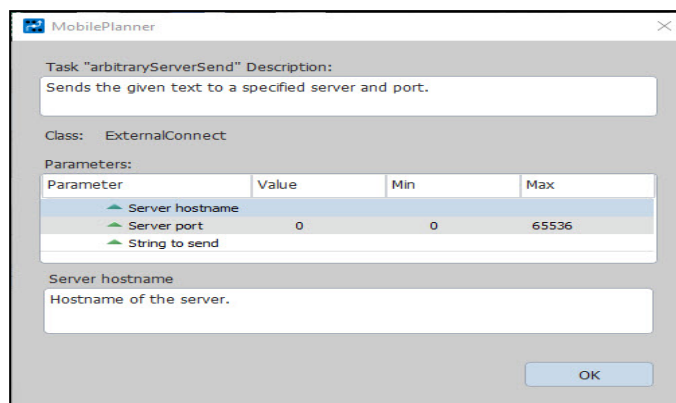 MobilePlanner
Task "arbitraryServerSend" Description:
Sends the given text to a specified server and port.
Class: ExternalConnect
Parameters:
Parameter Value Min Max
Server hostname
Server port 0 0 65536
String to send
Server hostname
Hostname of the server.
OK